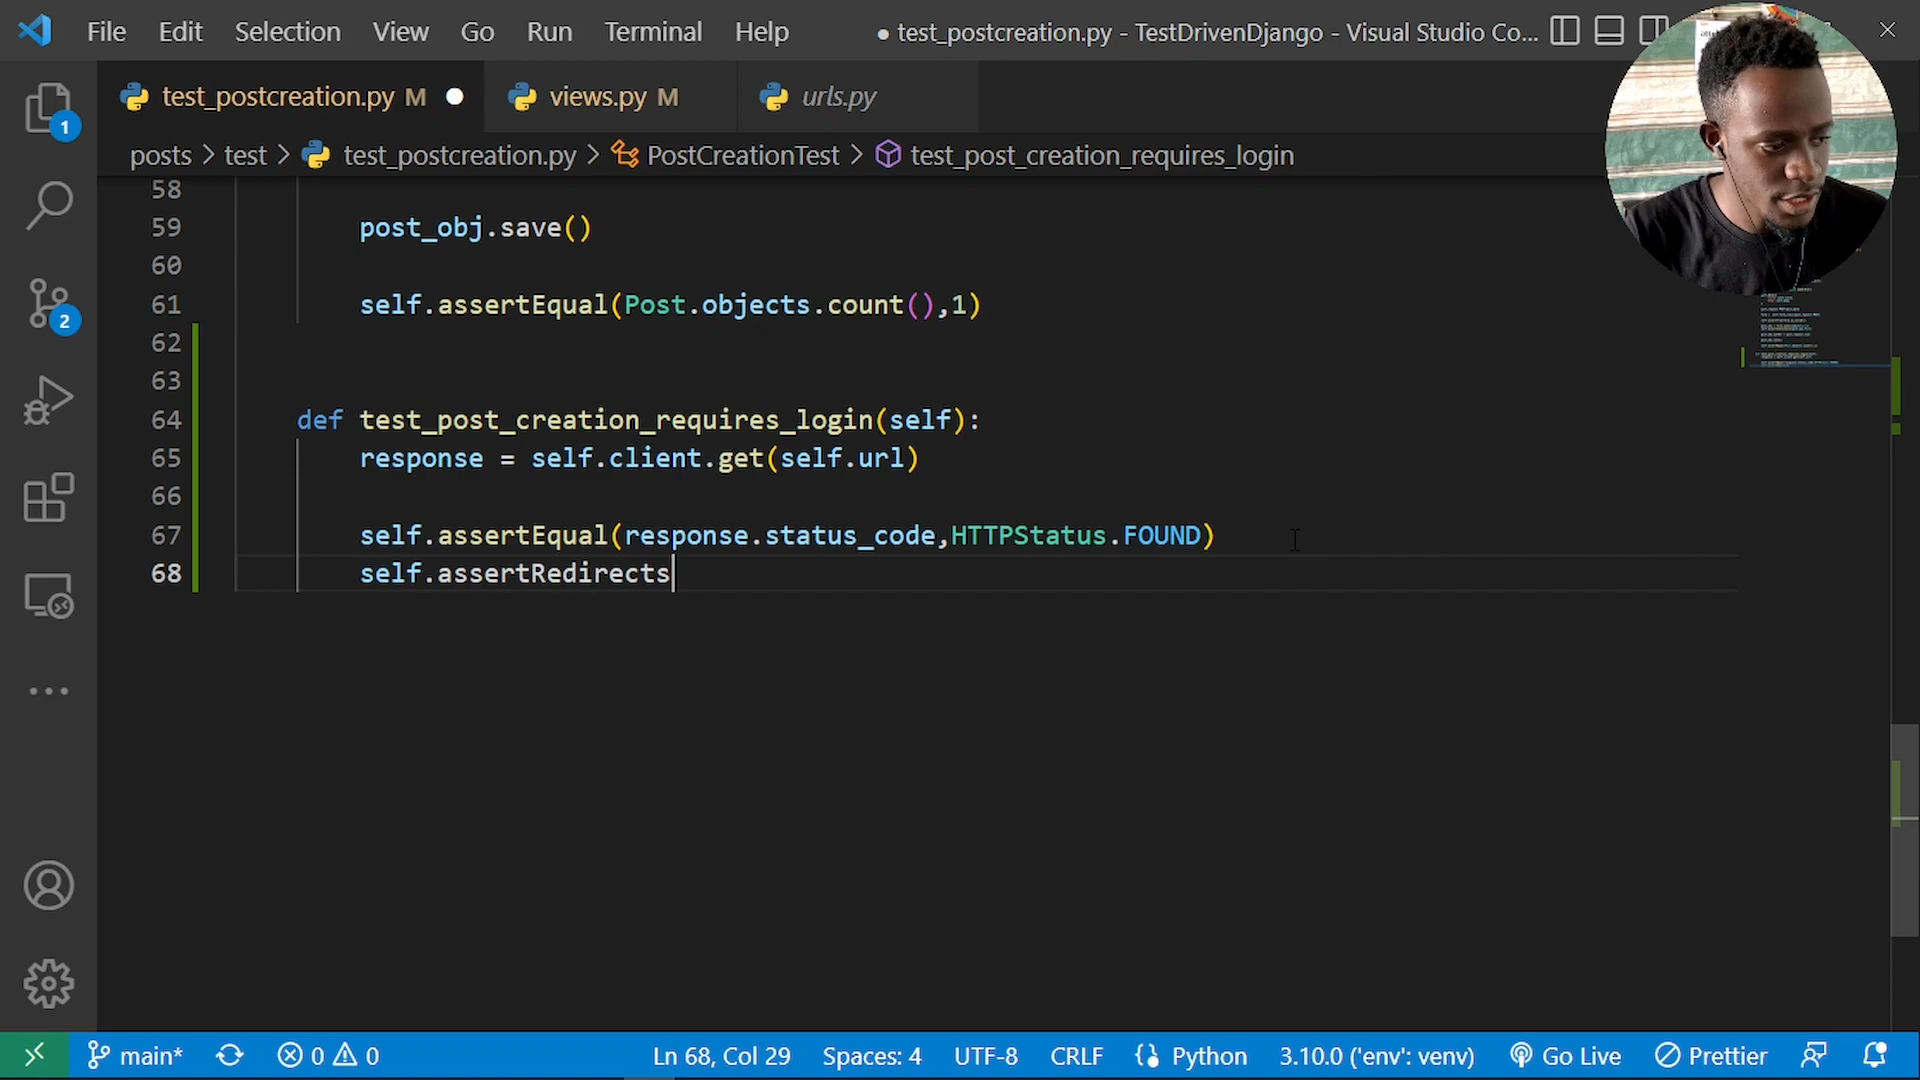 File Edit Selection View Go Run Terminal Help ● test_postcreation.py - TestDrivenDjango - Visual Studio Co...
test_postcreation.py M ● views.py M urls.py
posts > test > test_postcreation.py > PostCreationTest > test_post_creation_requires_login
1
2
58
59 post_obj.save()
60
61 self.assertEqual(Post.objects.count(),1)
62
63
64 def test_post_creation_requires_login(self):
65 response = self.client.get(self.url)
66
67 self.assertEqual(response.status_code,HTTPStatus.FOUND)
68 self.assertRedirects
main* 0 0 Ln 68, Col 29 Spaces: 4 UTF-8 CRLF Python 3.10.0 ('env': venv) Go Live Prettier